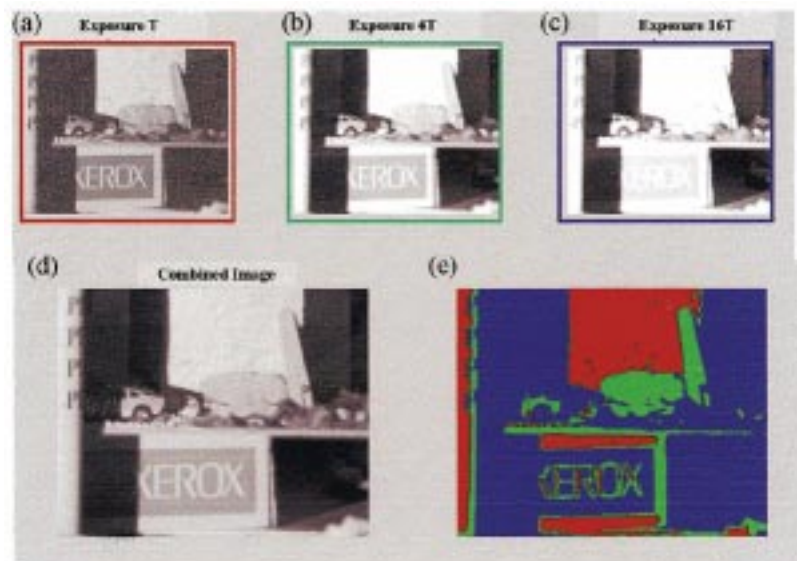 (a) Exposure T
(b) Exposure 4T
(c) Exposure 16T
XEROX
XEROX
XEROX
(d) Combined Image
(e)
XEROX
XEROX